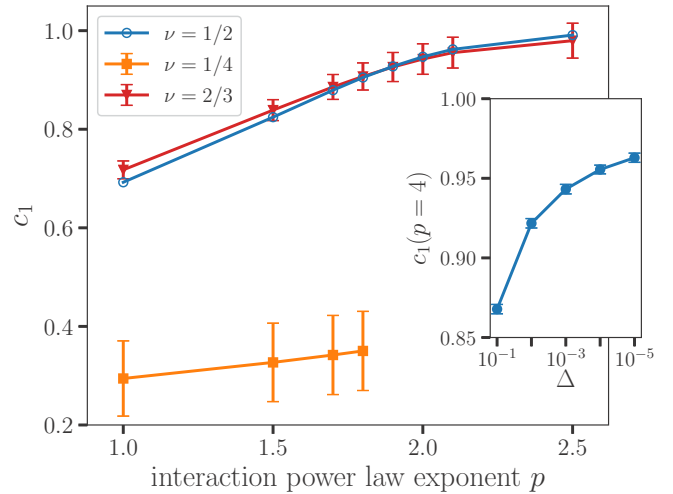 1.0
0.8
0.6
0.4
0.2
c₁
ν = 1/2
ν = 1/4
ν = 2/3
1.0 1.5 2.0 2.5
interaction power law exponent p
1.00
0.95
0.90
0.85
c₁(p = 4)
10⁻¹ 10⁻³ 10⁻⁵
Δ